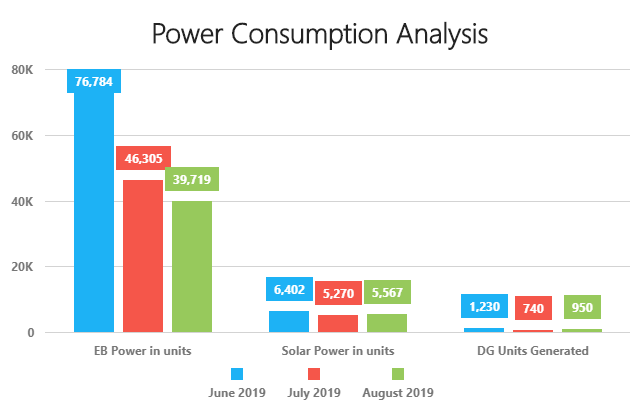 Power Consumption Analysis
80K
76,784
60K
46,305
39,719
40K
20K
6,402
5,270
5,567
1,230
740
950
0
EB Power in units
Solar Power in units
DG Units Generated
June 2019
July 2019
August 2019